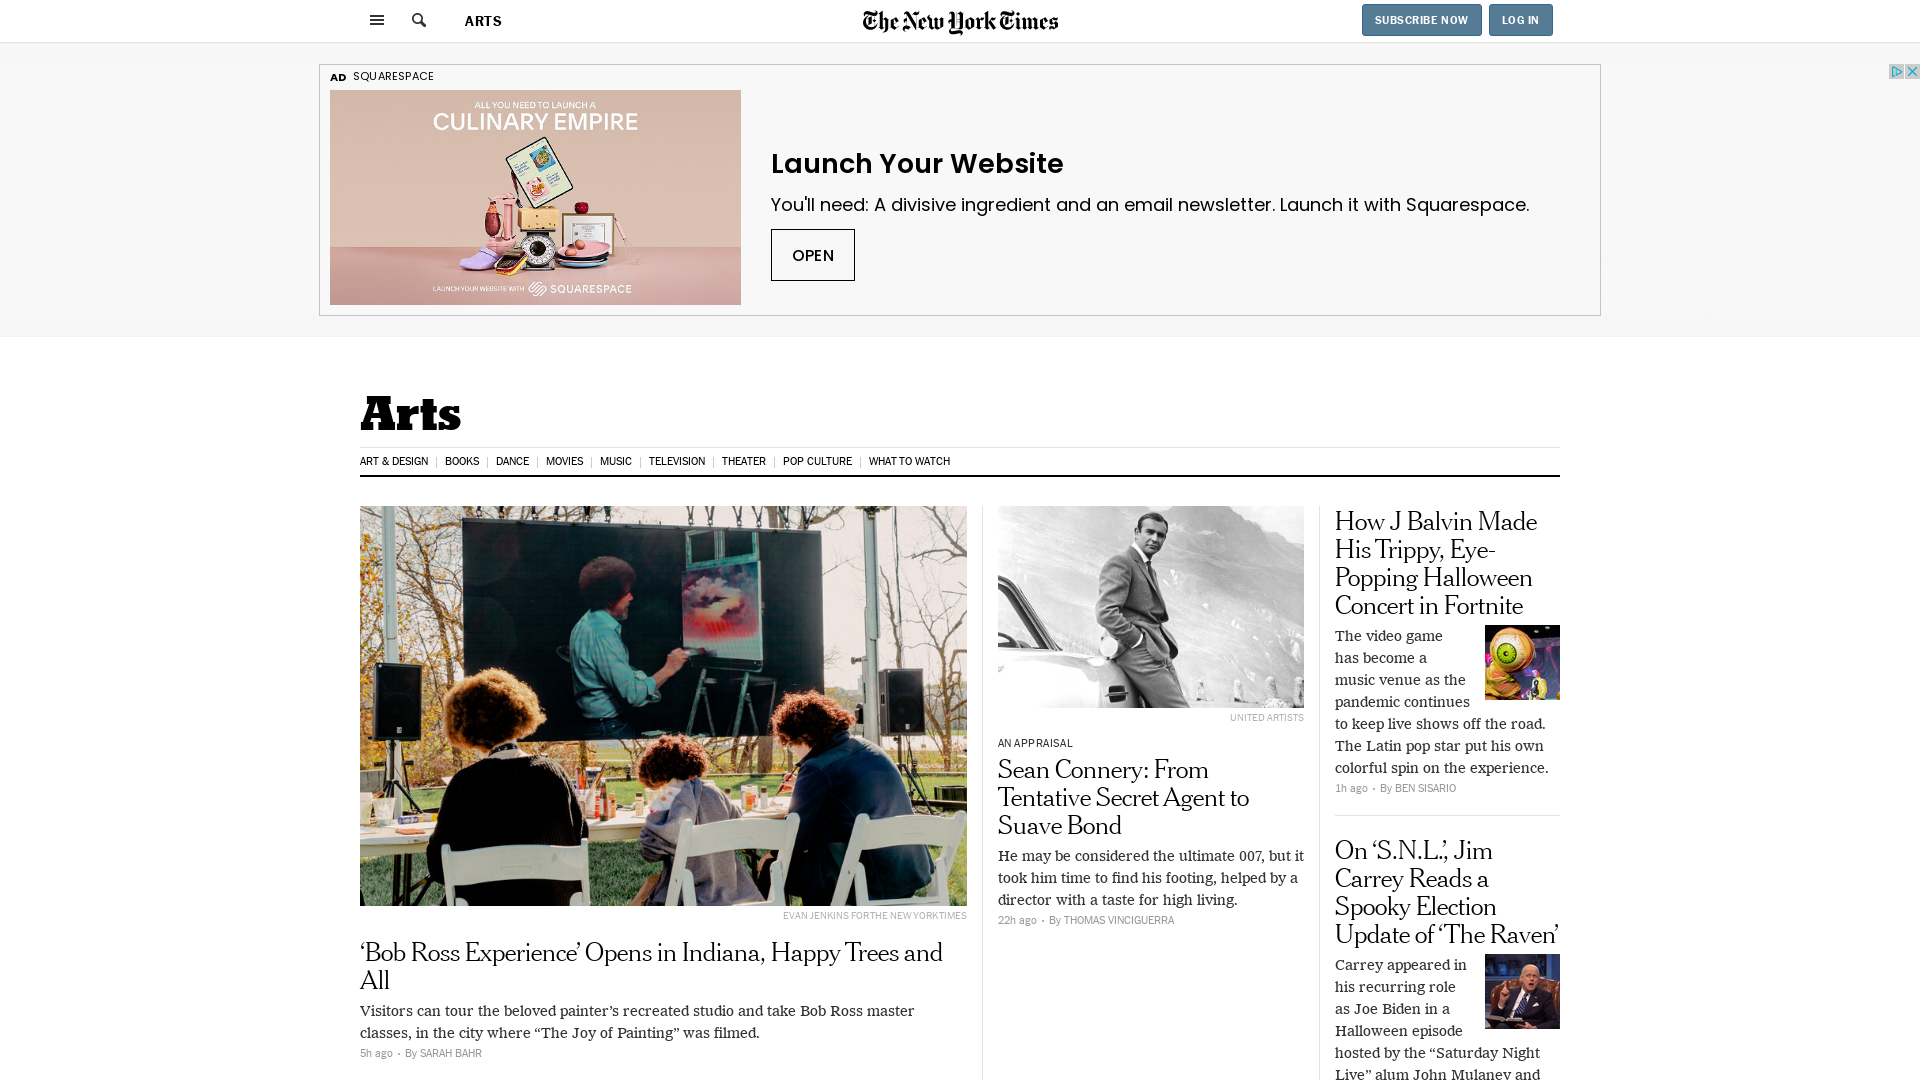 ARTS
The New York Times
SUBSCRIBE NOW
LOG IN
AD SQUARESPACE
ALL YOU NEED TO LAUNCH A
CULINARY EMPIRE
LAUNCH YOUR WEBSITE WITH SQUARESPACE
Launch Your Website
You'll need: A divisive ingredient and an email newsletter. Launch it with Squarespace.
OPEN
Arts
ART & DESIGN
BOOKS
DANCE
MOVIES
MUSIC
TELEVISION
THEATER
POP CULTURE
WHAT TO WATCH
EVAN JENKINS FOR THE NEW YORK TIMES
‘Bob Ross Experience’ Opens in Indiana, Happy Trees and
All
Visitors can tour the beloved painter’s recreated studio and take Bob Ross master
classes, in the city where “The Joy of Painting” was filmed.
5h ago • By SARAH BAHR
UNITED ARTISTS
AN APPRAISAL
Sean Connery: From
Tentative Secret Agent to
Suave Bond
He may be considered the ultimate 007, but it
took him time to find his footing, helped by a
director with a taste for high living.
22h ago • By THOMAS VINCIGUERRA
How J Balvin Made
His Trippy, Eye-
Popping Halloween
Concert in Fortnite
The video game
has become a
music venue as the
pandemic continues
to keep live shows off the road.
The Latin pop star put his own
colorful spin on the experience.
1h ago • By BEN SISARIO
On ‘S.N.L.’, Jim
Carrey Reads a
Spooky Election
Update of ‘The Raven’
Carrey appeared in
his recurring role
as Joe Biden in a
Halloween episode
hosted by the “Saturday Night
Live” alum John Mulaney and